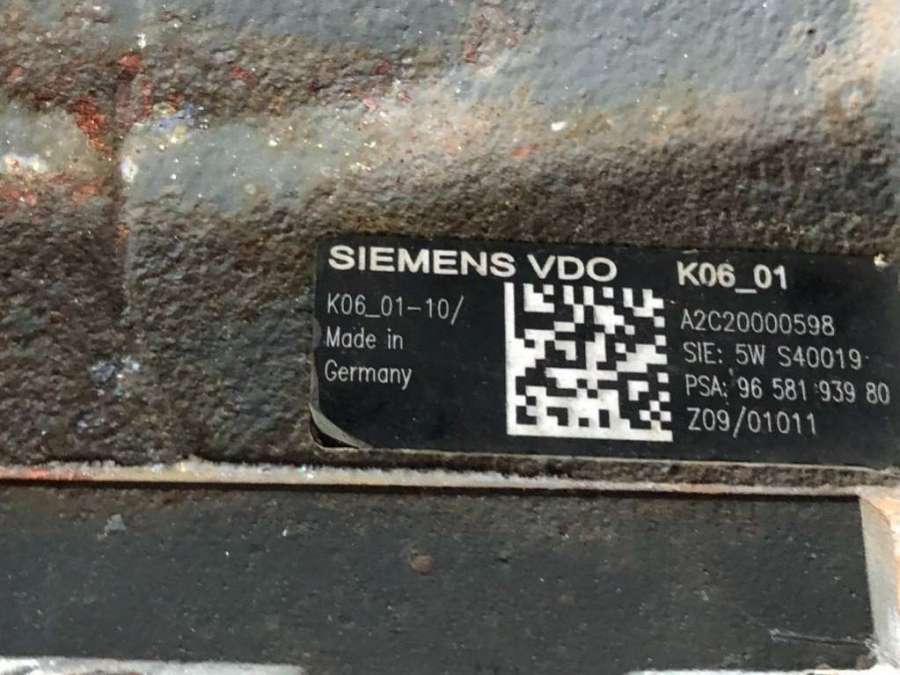 SIEMENS VDO
K06_01-10/
Made in
Germany
K06_01
A2C20000598
SIE: 5W S40019
PSA: 96 581 939 80
Z09/01011